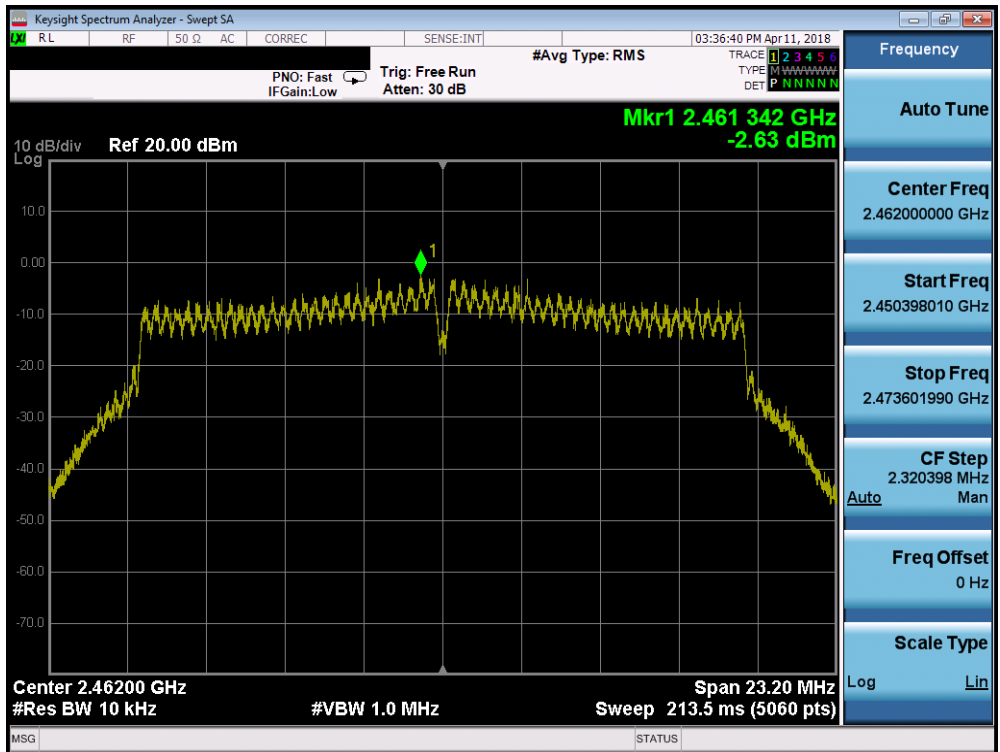 Keysight Spectrum Analyzer - Swept SA
LXI RL RF 50 Ω AC CORREC SENSE:INT 03:36:40 PM Apr 11, 2018
#Avg Type: RMS TRACE 1 2 3 4 5 6
PNO: Fast Trig: Free Run TYPE M WWWWW
IFGain:Low Atten: 30 dB DET P N N N N N
Mkr1 2.461 342 GHz
-2.63 dBm
10 dB/div Ref 20.00 dBm
Log
1
10.0
0.00
-10.0
-20.0
-30.0
-40.0
-50.0
-60.0
-70.0
Center 2.46200 GHz Span 23.20 MHz
#Res BW 10 kHz #VBW 1.0 MHz Sweep 213.5 ms (5060 pts)
MSG STATUS
Frequency
Auto Tune
Center Freq
2.462000000 GHz
Start Freq
2.450398010 GHz
Stop Freq
2.473601990 GHz
CF Step
2.320398 MHz
Auto Man
Freq Offset
0 Hz
Scale Type
Log Lin